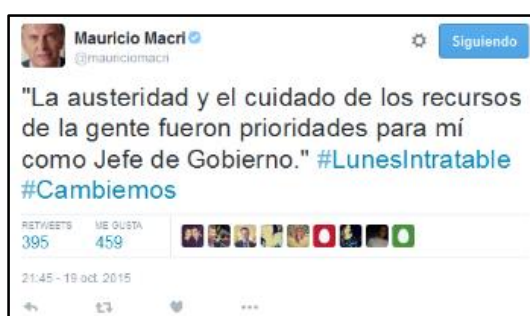 Mauricio Macri
@mauriciomacri
Siguiendo
"La austeridad y el cuidado de los recursos
de la gente fueron prioridades para mí
como Jefe de Gobierno." #LunesIntratable
#Cambiemos
RETWEETS ME GUSTA
395 459
21:45 - 19 oct. 2015